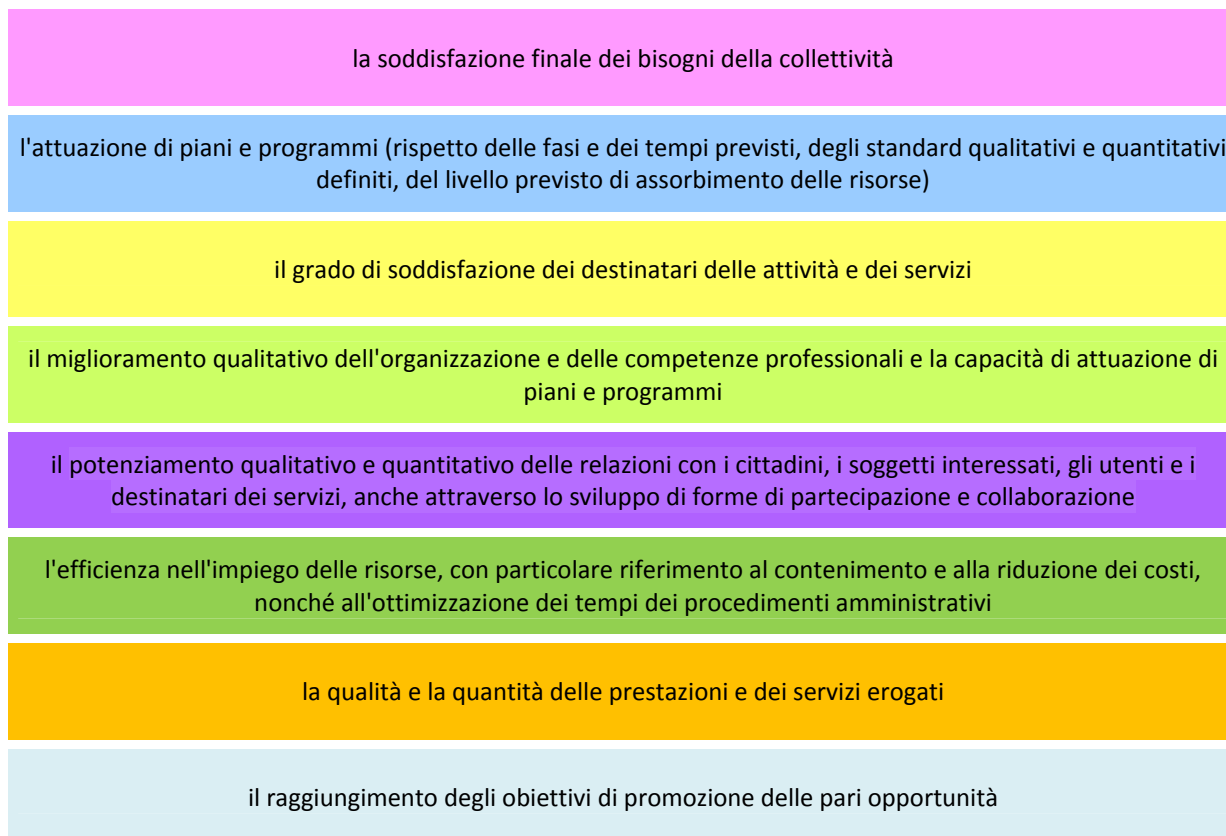 la soddisfazione finale dei bisogni della collettività
l'attuazione di piani e programmi (rispetto delle fasi e dei tempi previsti, degli standard qualitativi e quantitativi
definiti, del livello previsto di assorbimento delle risorse)
il grado di soddisfazione dei destinatari delle attività e dei servizi
il miglioramento qualitativo dell'organizzazione e delle competenze professionali e la capacità di attuazione di
piani e programmi
il potenziamento qualitativo e quantitativo delle relazioni con i cittadini, i soggetti interessati, gli utenti e i
destinatari dei servizi, anche attraverso lo sviluppo di forme di partecipazione e collaborazione
l'efficienza nell'impiego delle risorse, con particolare riferimento al contenimento e alla riduzione dei costi,
nonché all'ottimizzazione dei tempi dei procedimenti amministrativi
la qualità e la quantità delle prestazioni e dei servizi erogati
il raggiungimento degli obiettivi di promozione delle pari opportunità